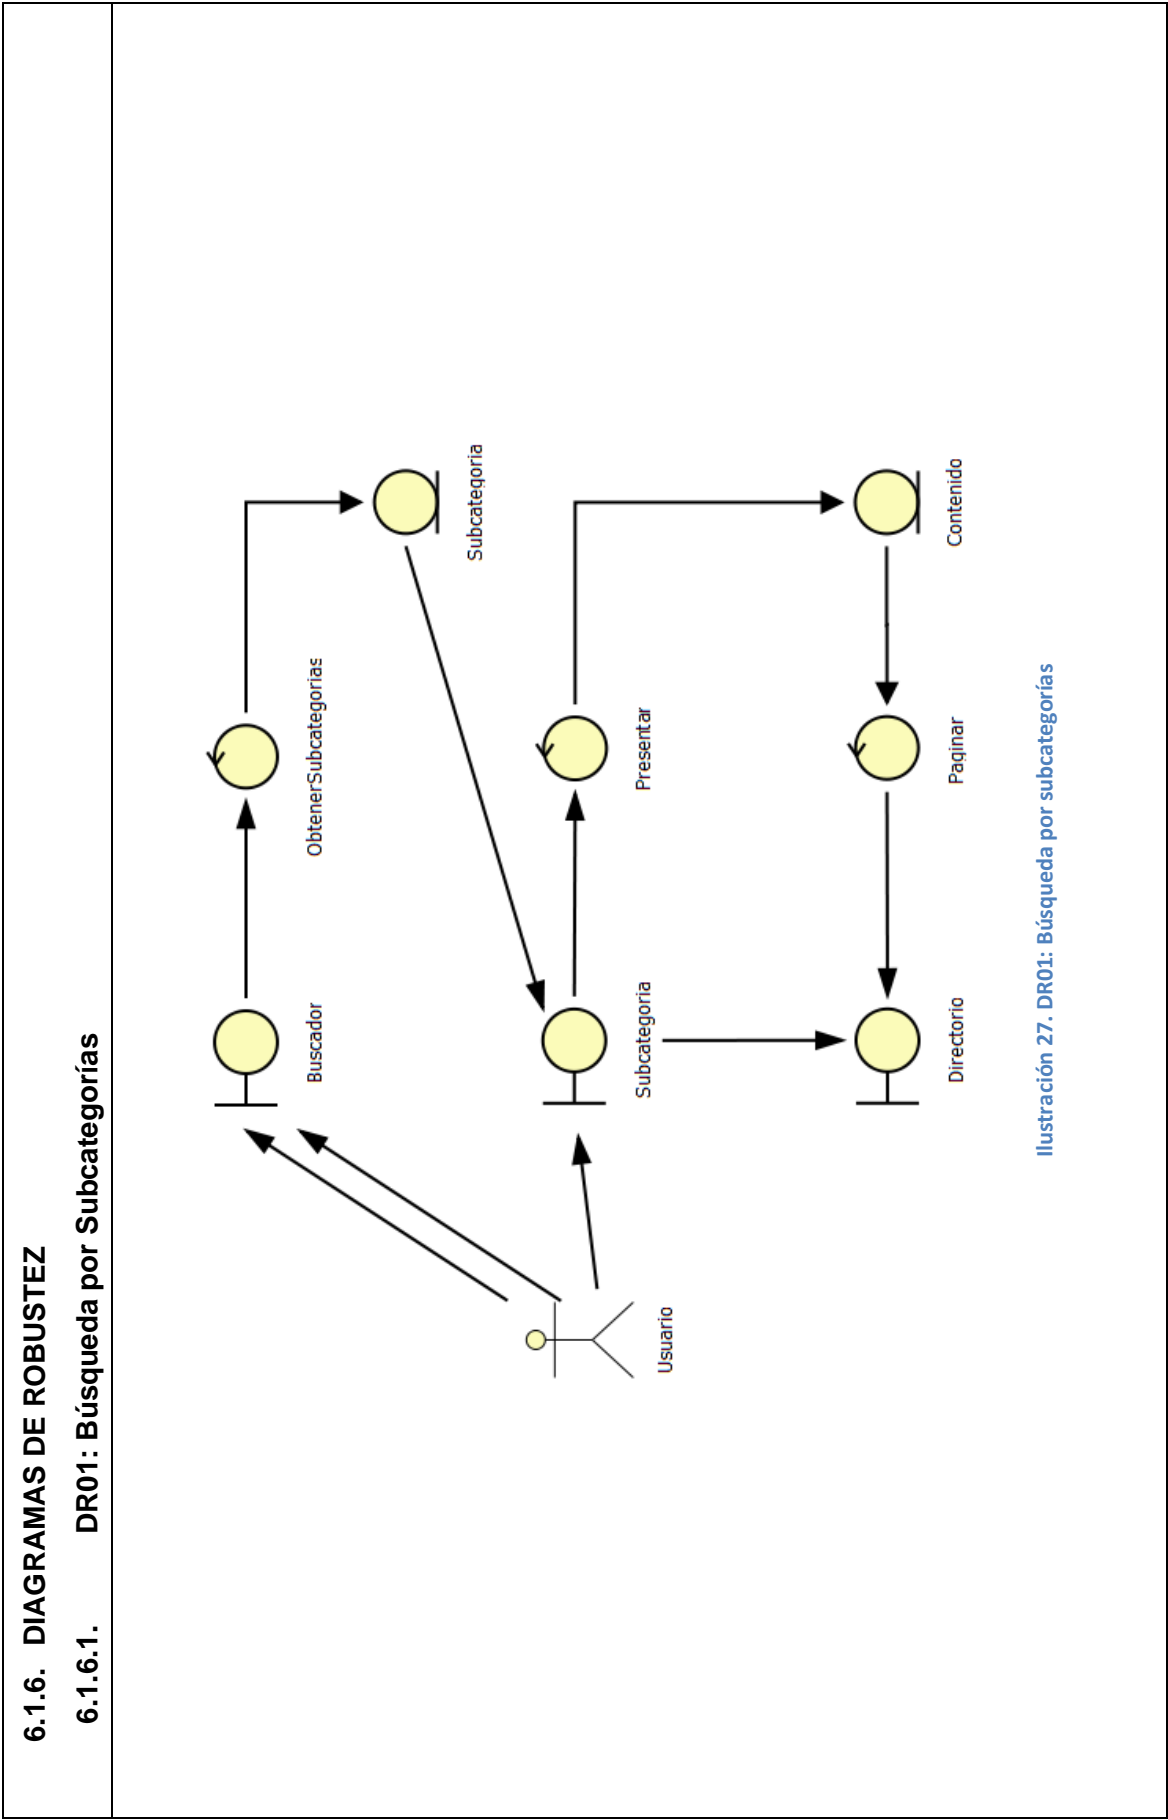 6.1.6. DIAGRAMAS DE ROBUSTEZ
6.1.6.1. DR01: Búsqueda por Subcategorías
Buscador
ObtenerSubcategorias
Subcategoria
Usuario
Subcategoria
Presentar
Directorio
Paginar
Contenido
Ilustración 27. DR01: Búsqueda por subcategorías